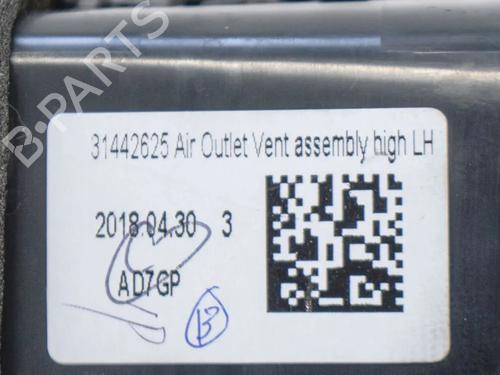 B-PARTS
31442625 Air Outlet Vent assembly high LH
2018.04.30 3
AD7GP
B